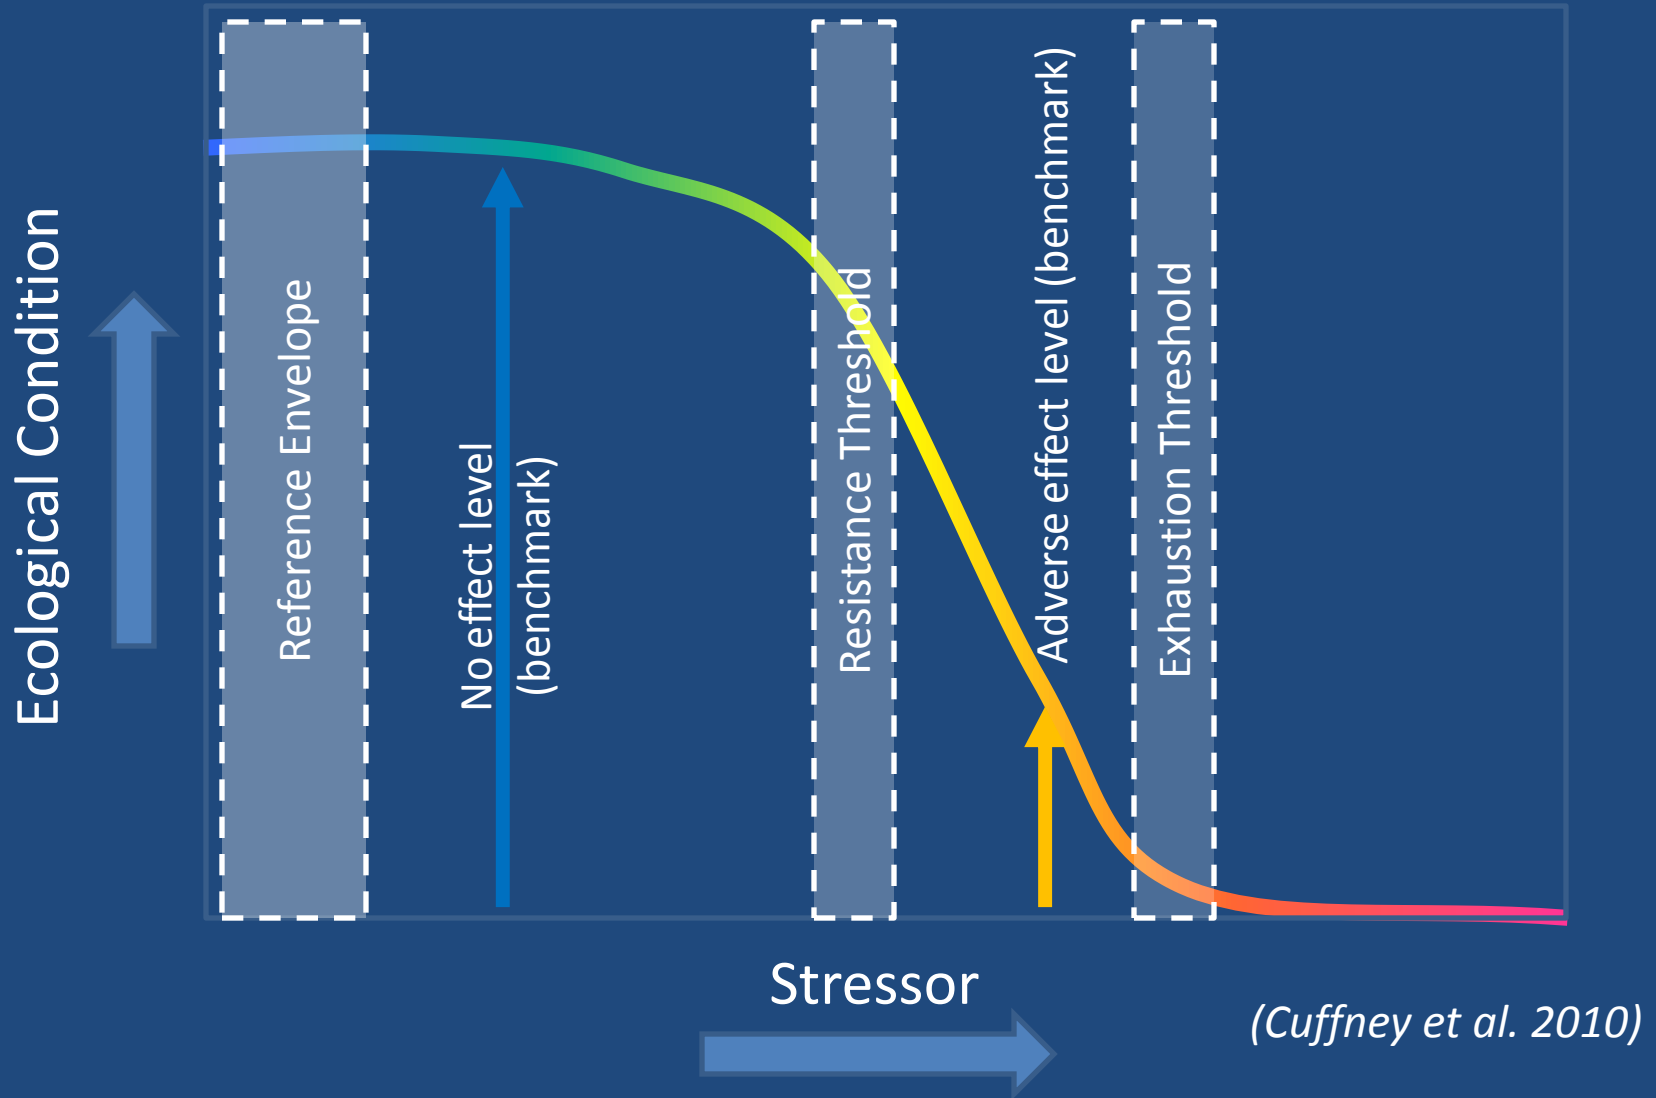 Ecological Condition
Reference Envelope
No effect level
(benchmark)
Resistance Threshold
Adverse effect level (benchmark)
Exhaustion Threshold
Stressor
(Cuffney et al. 2010)